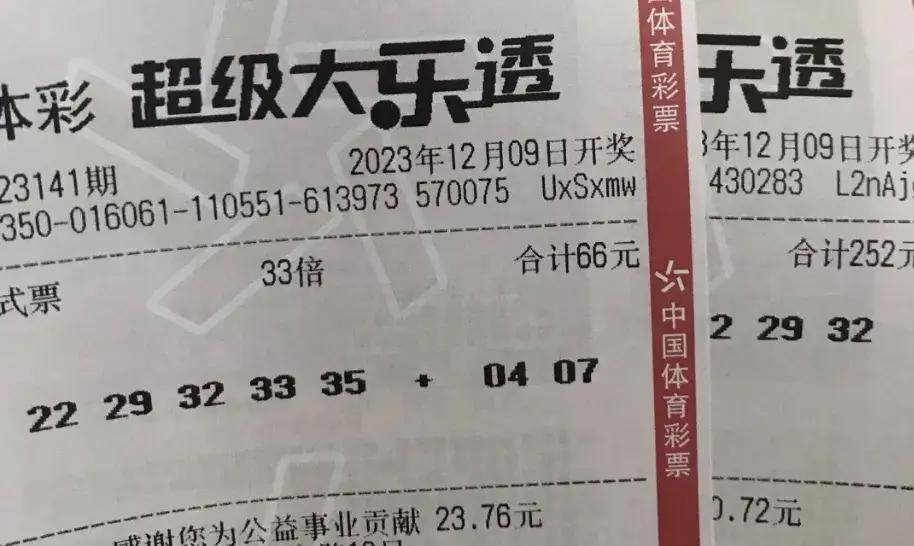 体彩 超级大乐透
23141期 2023年12月09日开奖
350-016061-110551-613973 570075 UxSxmw
式票 33倍 合计66元
22 29 32 33 35 + 04 07
感谢您为公益事业贡献 23.76元
国体育彩票
中国体育彩票
乐透
年12月09日开奖
430283 L2nAj
合计252元
2 29 32
0.72元